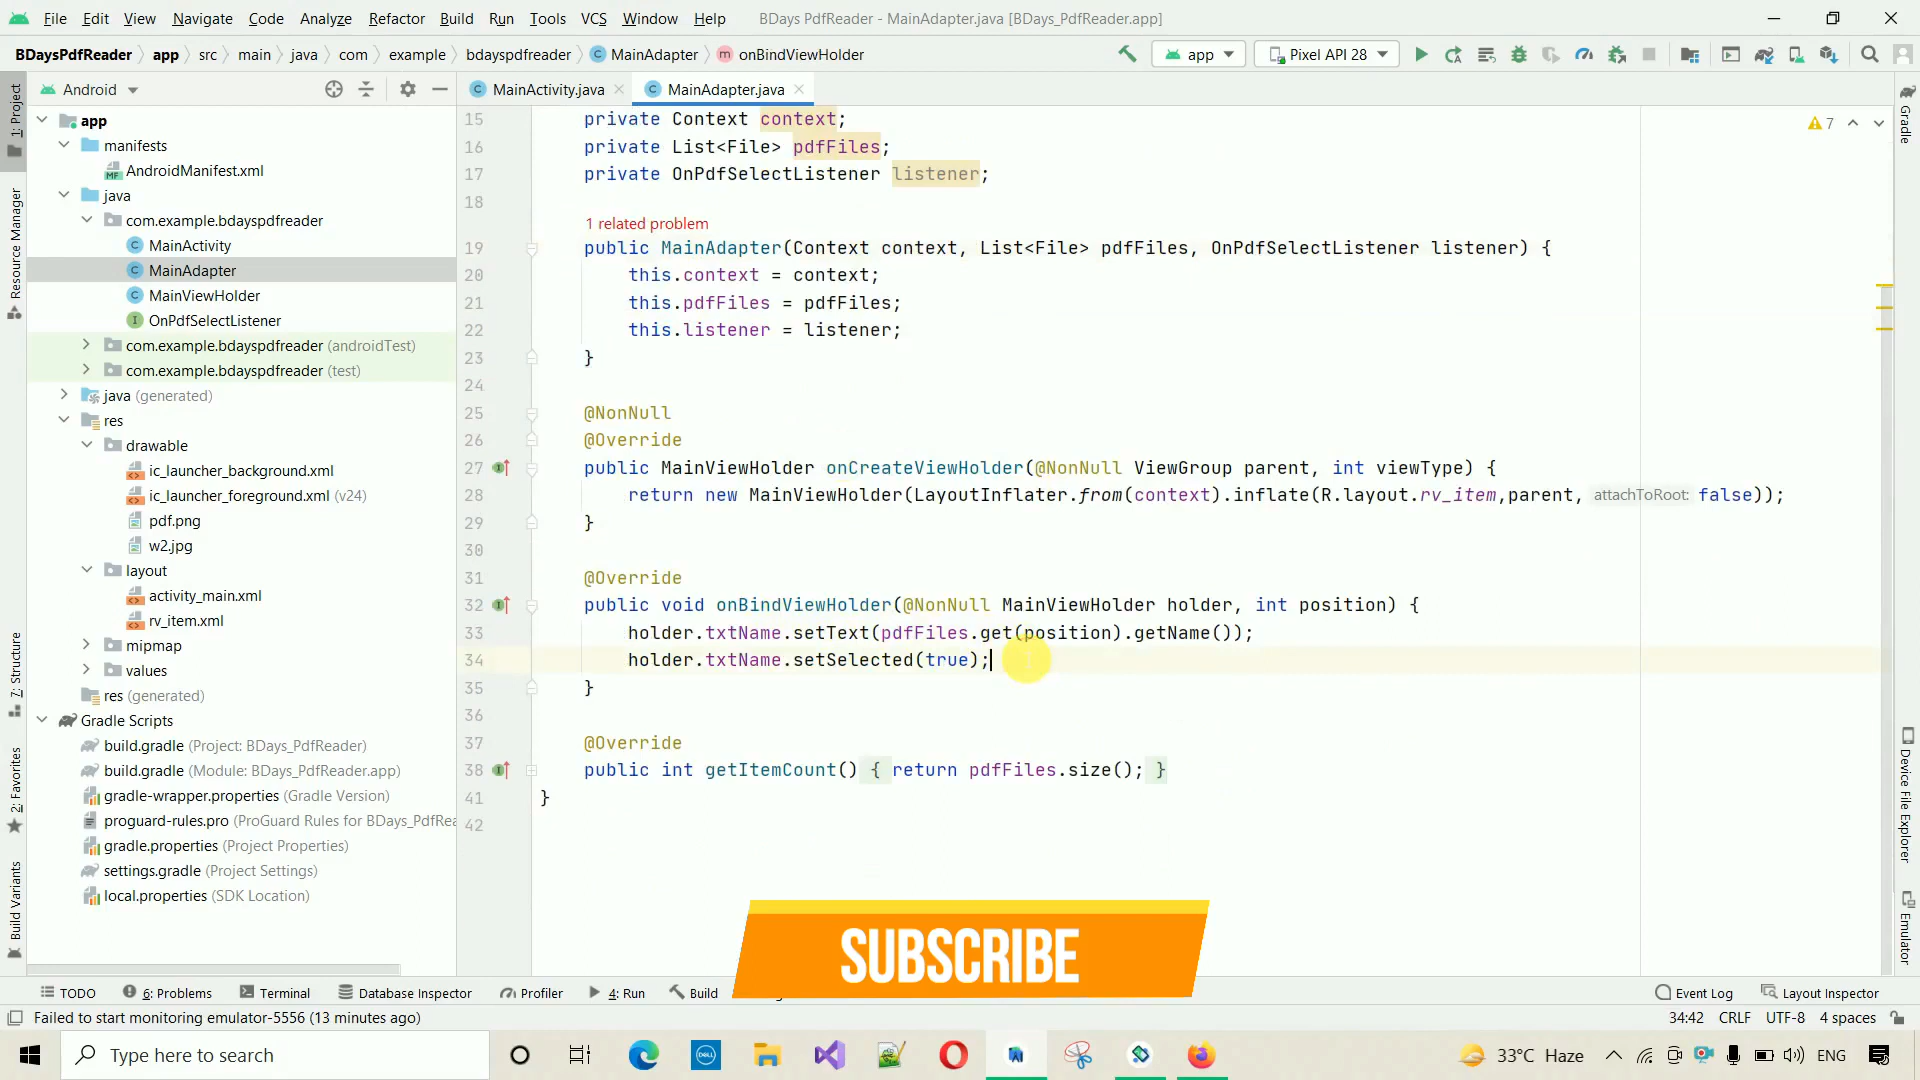 File Edit View Navigate Code Analyze Refactor Build Run Tools VCS Window Help BDays PdfReader - MainAdapter.java [BDays_PdfReader.app]
BDaysPdfReader app src main java com example bdayspdfreader MainAdapter onBindViewHolder app Pixel API 28
Android MainActivity.java MainAdapter.java
1: Project
Resource Manager
7: Structure
2: Favorites
Build Variants
app
manifests
AndroidManifest.xml
java
com.example.bdayspdfreader
MainActivity
MainAdapter
MainViewHolder
OnPdfSelectListener
com.example.bdayspdfreader (androidTest)
com.example.bdayspdfreader (test)
java (generated)
res
drawable
ic_launcher_background.xml
ic_launcher_foreground.xml (v24)
pdf.png
w2.jpg
layout
activity_main.xml
rv_item.xml
mipmap
values
res (generated)
Gradle Scripts
build.gradle (Project: BDays_PdfReader)
build.gradle (Module: BDays_PdfReader.app)
gradle-wrapper.properties (Gradle Version)
proguard-rules.pro (ProGuard Rules for BDays_PdfRea
gradle.properties (Project Properties)
settings.gradle (Project Settings)
local.properties (SDK Location)
7
15 private Context context;
16 private List<File> pdfFiles;
17 private OnPdfSelectListener listener;
18
1 related problem
19 public MainAdapter(Context context, List<File> pdfFiles, OnPdfSelectListener listener) {
20 this.context = context;
21 this.pdfFiles = pdfFiles;
22 this.listener = listener;
23 }
24
25 @NonNull
26 @Override
27 public MainViewHolder onCreateViewHolder(@NonNull ViewGroup parent, int viewType) {
28 return new MainViewHolder(LayoutInflater.from(context).inflate(R.layout.rv_item,parent, attachToRoot: false));
29 }
30
31 @Override
32 public void onBindViewHolder(@NonNull MainViewHolder holder, int position) {
33 holder.txtName.setText(pdfFiles.get(position).getName());
34 holder.txtName.setSelected(true);
35 }
36
37 @Override
38 public int getItemCount() { return pdfFiles.size(); }
41 }
42
Gradle
Device File Explorer
Emulator
SUBSCRIBE
TODO 6: Problems Terminal Database Inspector Profiler 4: Run Build Event Log Layout Inspector
Failed to start monitoring emulator-5556 (13 minutes ago) 34:42 CRLF UTF-8 4 spaces
Type here to search DELL 33°C Haze ENG